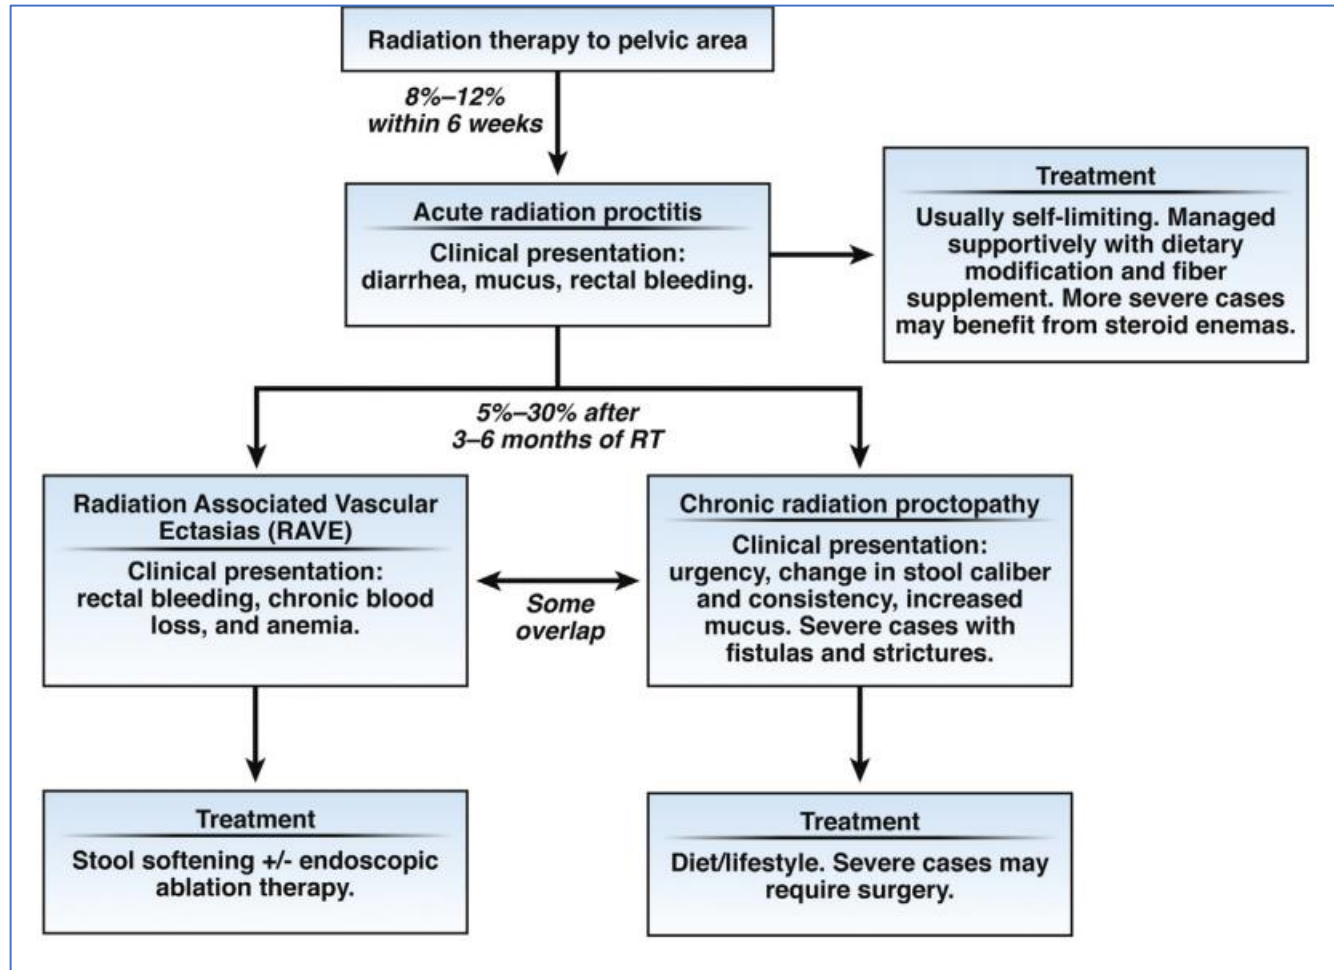 Radiation therapy to pelvic area
8%–12%
within 6 weeks
Acute radiation proctitis
Clinical presentation:
diarrhea, mucus, rectal bleeding.
Treatment
Usually self-limiting. Managed
supportively with dietary
modification and fiber
supplement. More severe cases
may benefit from steroid enemas.
5%–30% after
3–6 months of RT
Radiation Associated Vascular
Ectasias (RAVE)
Clinical presentation:
rectal bleeding, chronic blood
loss, and anemia.
Some
overlap
Chronic radiation proctopathy
Clinical presentation:
urgency, change in stool caliber
and consistency, increased
mucus. Severe cases with
fistulas and strictures.
Treatment
Stool softening +/- endoscopic
ablation therapy.
Treatment
Diet/lifestyle. Severe cases may
require surgery.